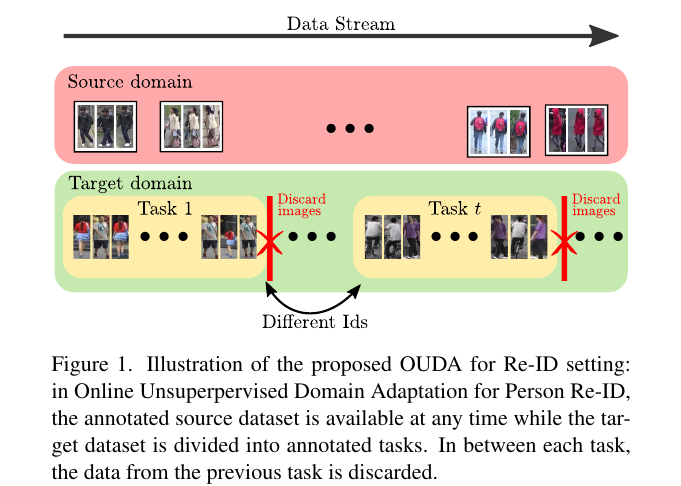 Data Stream
Source domain
Target domain
Task 1
Discard
images
Task t
Discard
images
Different Ids
Figure 1. Illustration of the proposed OUDA for Re-ID setting:
in Online Unsuperpervised Domain Adaptation for Person Re-ID,
the annotated source dataset is available at any time while the tar-
get dataset is divided into annotated tasks. In between each task,
the data from the previous task is discarded.